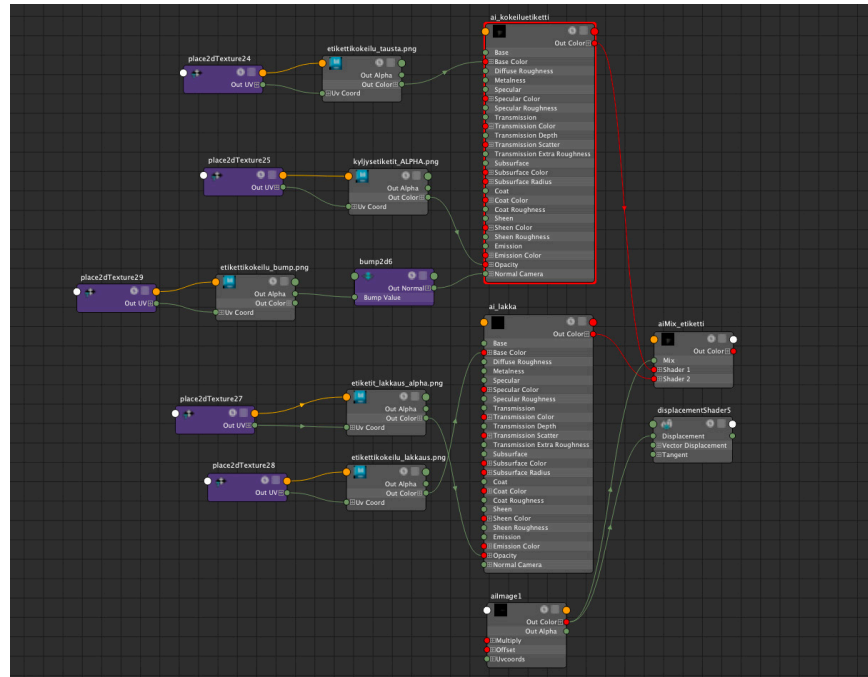 ai_kokeiluetiketti
Out Color
Base
Base Color
Diffuse Roughness
Metalness
Specular
Specular Color
Specular Roughness
Transmission
Transmission Color
Transmission Depth
Transmission Scatter
Transmission Extra Roughness
Subsurface
Subsurface Color
Subsurface Radius
Coat
Coat Color
Coat Roughness
Sheen
Sheen Color
Sheen Roughness
Emission
Emission Color
Opacity
Normal Camera
place2dTexture24
Out UV
etikettikokeilu_tausta.png
Out Alpha
Out Color
Uv Coord
place2dTexture25
Out UV
kyljysetiketit_ALPHA.png
Out Alpha
Out Color
Uv Coord
place2dTexture29
Out UV
etikettikokeilu_bump.png
Out Alpha
Out Color
Uv Coord
bump2d6
Out Normal
Bump Value
ai_lakka
Out Color
Base
Base Color
Diffuse Roughness
Metalness
Specular
Specular Color
Specular Roughness
Transmission
Transmission Color
Transmission Depth
Transmission Scatter
Transmission Extra Roughness
Subsurface
Subsurface Color
Subsurface Radius
Coat
Coat Color
Coat Roughness
Sheen
Sheen Color
Sheen Roughness
Emission
Emission Color
Opacity
Normal Camera
place2dTexture27
Out UV
etiketit_lakkaus_alpha.png
Out Alpha
Out Color
Uv Coord
place2dTexture28
Out UV
etikettikokeilu_lakkaus.png
Out Alpha
Out Color
Uv Coord
aiMix_etiketti
Out Color
Mix
Shader 1
Shader 2
displacementShader5
Displacement
Vector Displacement
Tangent
aiImage1
Out Color
Out Alpha
Multiply
Offset
Uvcoords